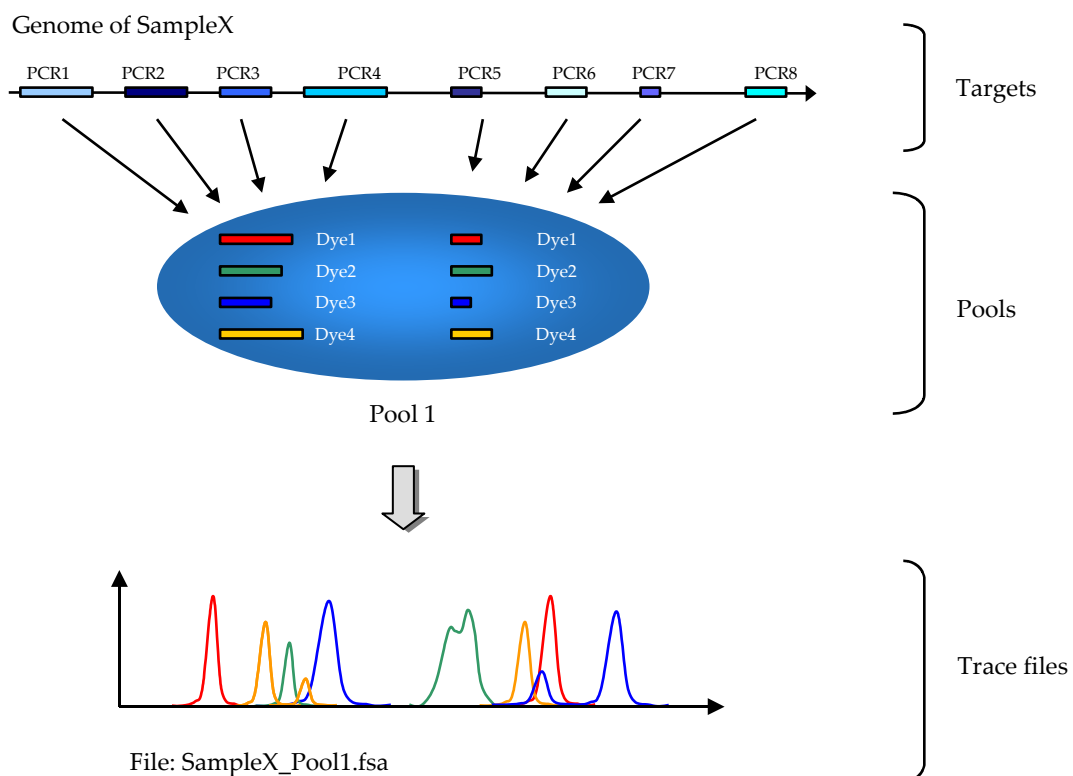 Genome of SampleX
PCR1 PCR2 PCR3 PCR4 PCR5 PCR6 PCR7 PCR8
Targets
Dye1 Dye1
Dye2 Dye2
Dye3 Dye3
Dye4 Dye4
Pools
Pool 1
Trace files
File: SampleX_Pool1.fsa